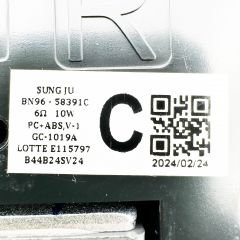 R
SUNG JU
BN96 - 58391C
6Ω 10W
PC+ABS,V-1
GC-1019A
LOTTE E115797
B44B24SV24
C
2024/02/24